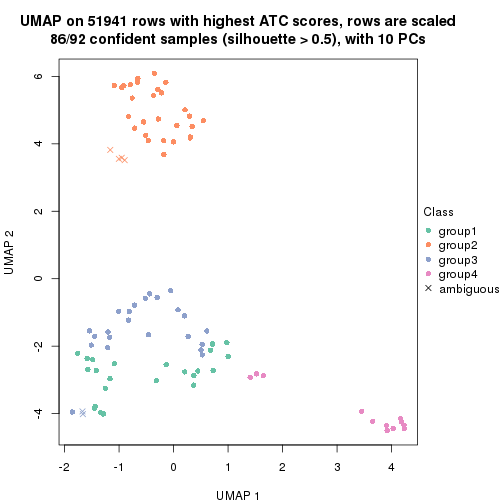 UMAP on 51941 rows with highest ATC scores, rows are scaled
86/92 confident samples (silhouette > 0.5), with 10 PCs
6
4
2
0
-2
-4
UMAP 2
-2
-1
0
1
2
3
4
UMAP 1
Class
group1
group2
group3
group4
ambiguous